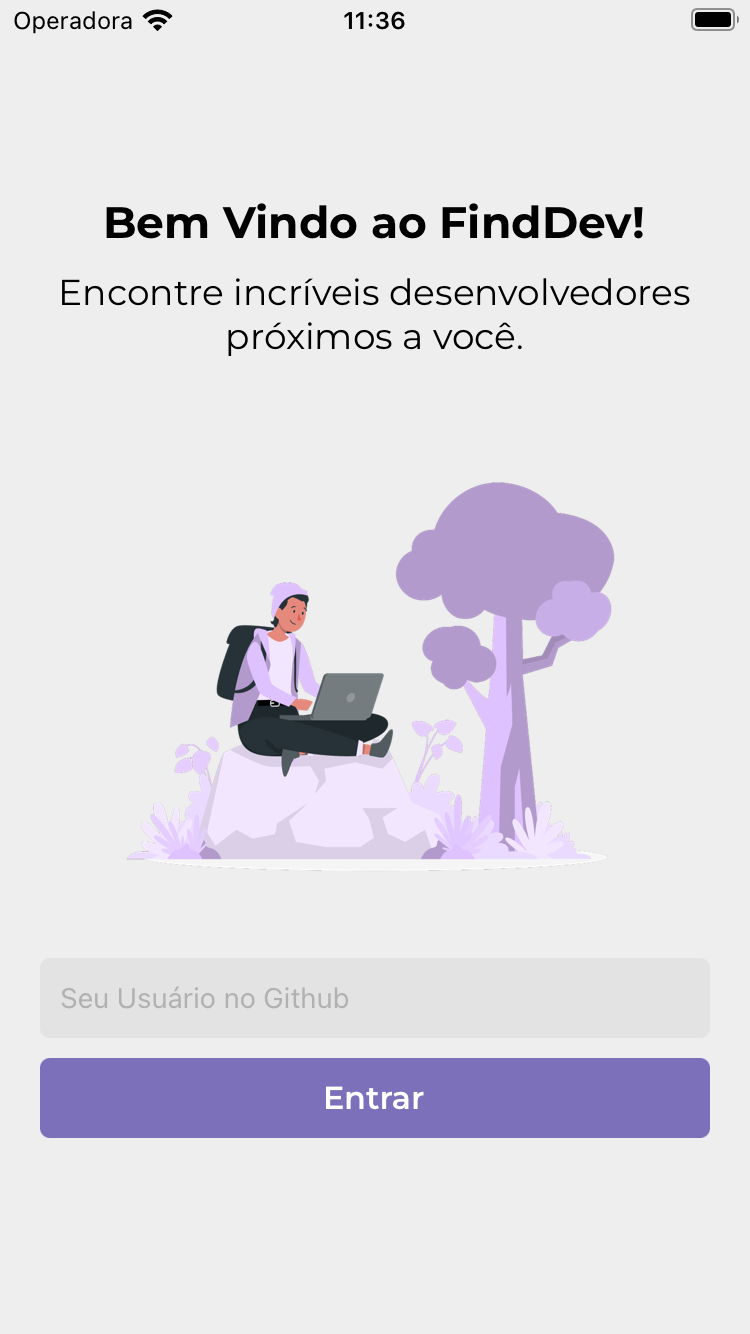 Operadora
11:36
Bem Vindo ao FindDev!
Encontre incríveis desenvolvedores
próximos a você.
Seu Usuário no Github
Entrar